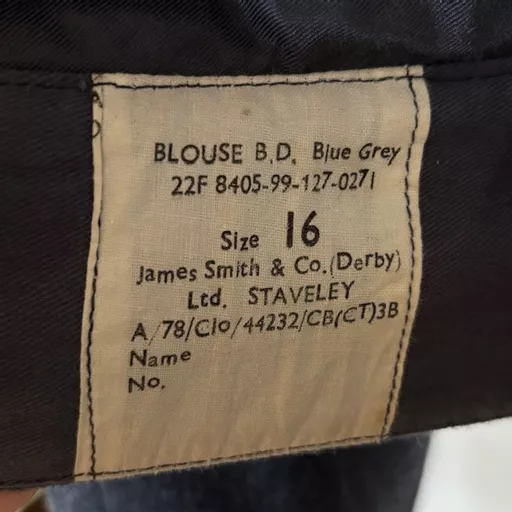 BLOUSE B.D. Blue Grey
22F 8405-99-127-0271
Size 16
James Smith & Co.(Derby)
Ltd. STAVELEY
A/78/Clo/44232/CB(CT)3B
Name
No.